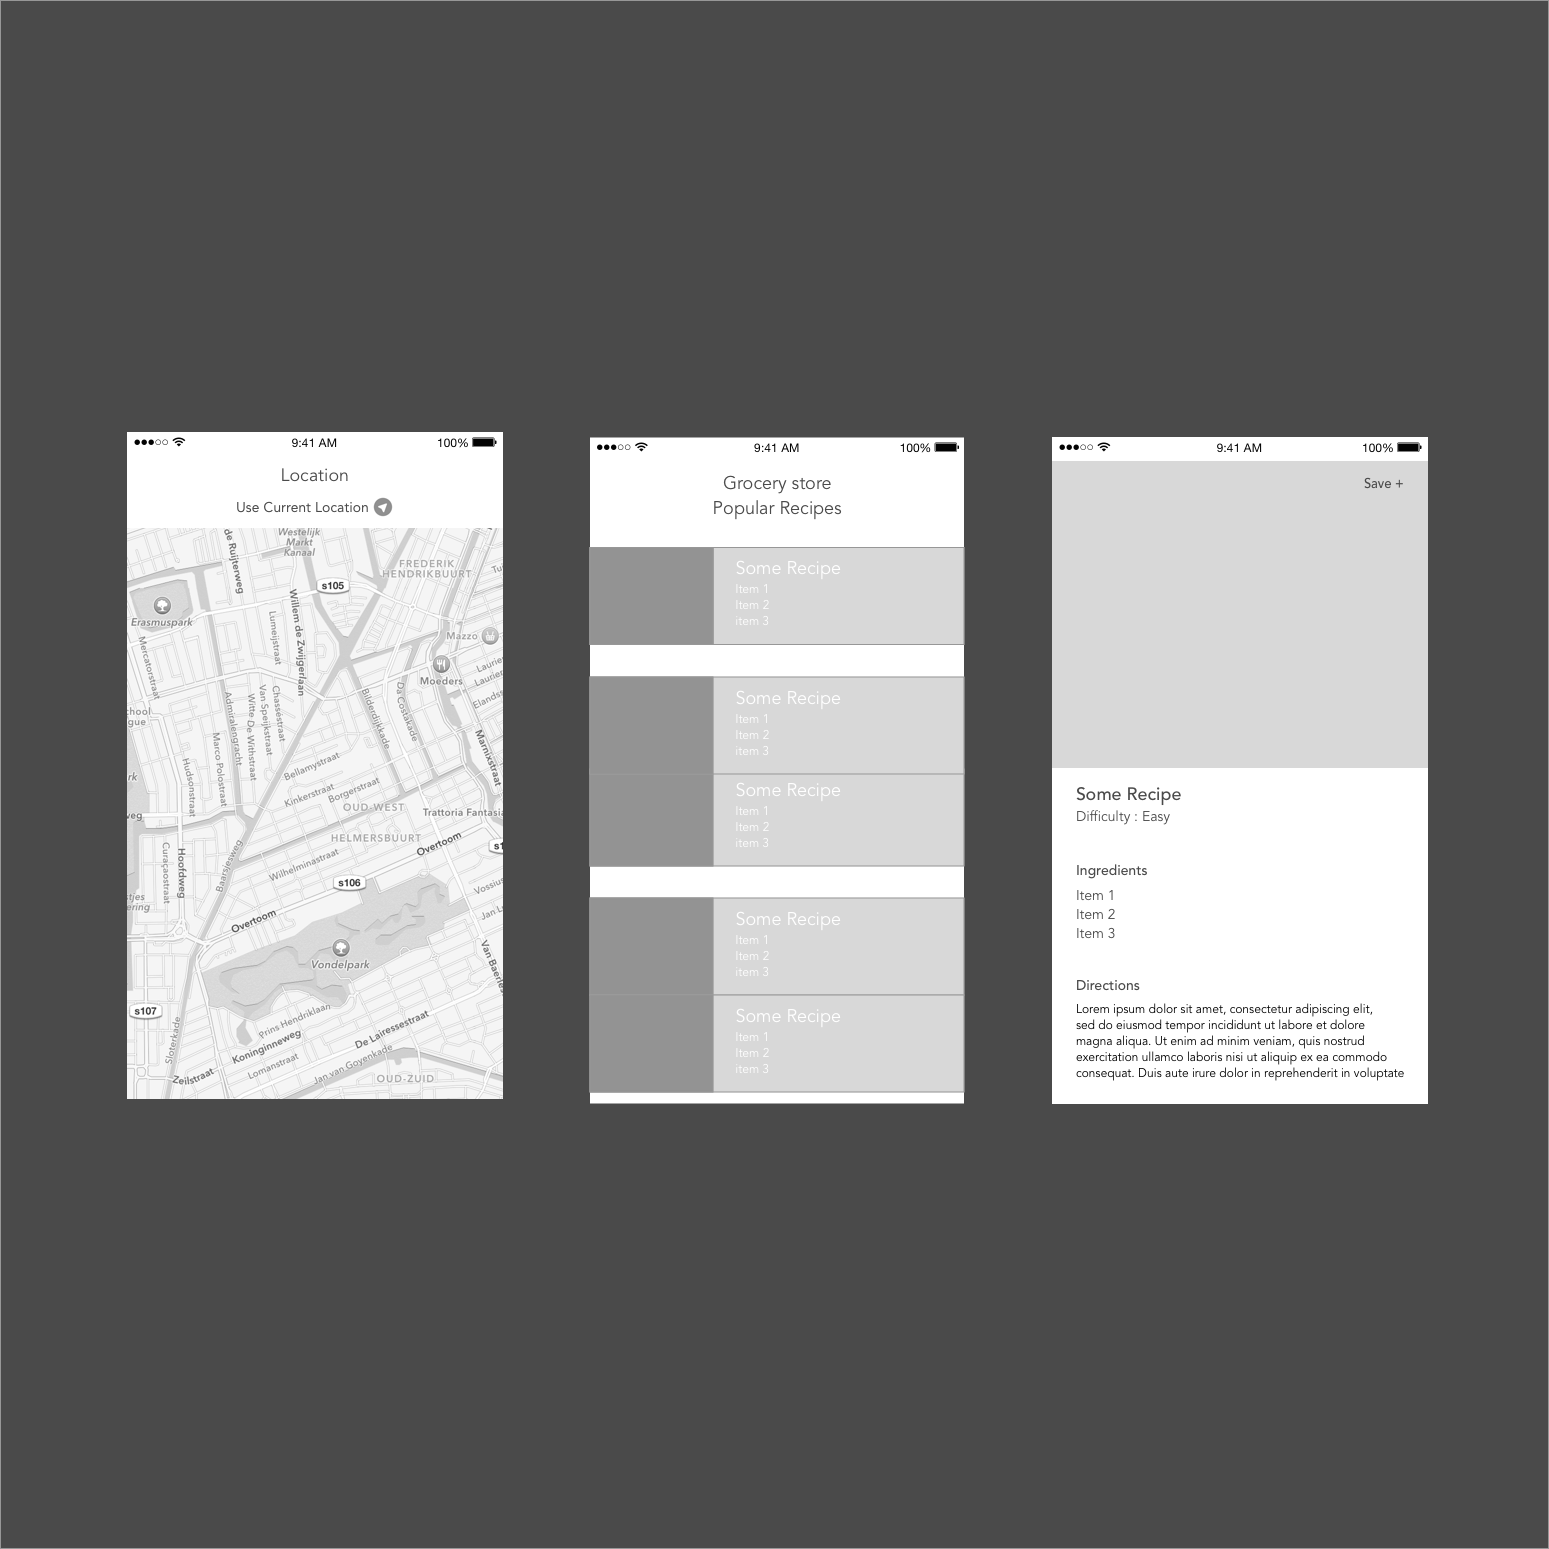 9:41 AM
100%
Location
Use Current Location
Westelijk
Markt
Kanaal
de Ruijterweg
FREDERIK
HENDRIKBUURT
s105
Erasmuspark
Willem de Zwijgerlaan
Lumeijstraat
Mazzo
Mercatorstraat
Moeders
Chasséstraat
Van Speijkstraat
Witte De Withstraat
Admiralengracht
Bilderdijkkade
Da Costakade
Marco Polostraat
Marnixstraat
Hudsonstraat
Bellamystraat
Kinkerstraat
Borgerstraat
OUD-WEST
Trattoria Fantasia
HELMERSBUURT
Overtoom
Curaçaostraat
Hoofdweg
Baarsjesweg
Wilhelminastraat
s106
Overtoom
Vondelpark
s107
Sloterkade
Prins Hendriklaan
Koninginneweg
De Lairessestraat
Lomanstraat
Jan van Goyenkade
Zeilstraat
OUD-ZUID
9:41 AM
100%
Grocery store
Popular Recipes
Some Recipe
Item 1
Item 2
item 3
Some Recipe
Item 1
Item 2
item 3
Some Recipe
Item 1
Item 2
item 3
Some Recipe
Item 1
Item 2
item 3
Some Recipe
Item 1
Item 2
item 3
9:41 AM
100%
Save +
Some Recipe
Difficulty : Easy
Ingredients
Item 1
Item 2
Item 3
Directions
Lorem ipsum dolor sit amet, consectetur adipiscing elit,
sed do eiusmod tempor incididunt ut labore et dolore
magna aliqua. Ut enim ad minim veniam, quis nostrud
exercitation ullamco laboris nisi ut aliquip ex ea commodo
consequat. Duis aute irure dolor in reprehenderit in voluptate